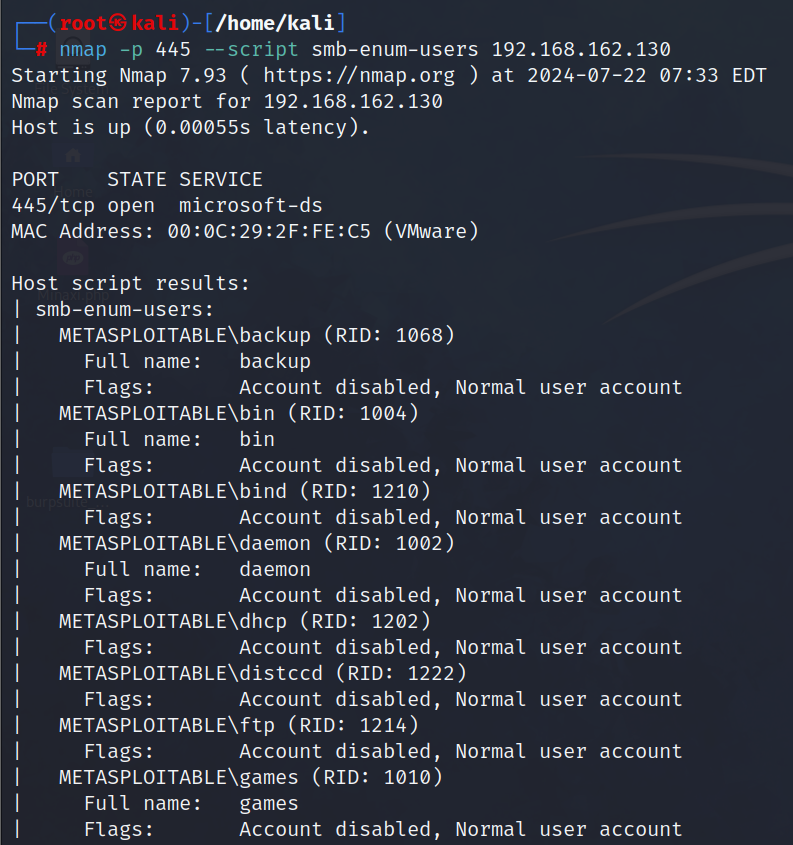 ┌──(root㉿kali)-[/home/kali]
└─# nmap -p 445 --script smb-enum-users 192.168.162.130
Starting Nmap 7.93 ( https://nmap.org ) at 2024-07-22 07:33 EDT
Nmap scan report for 192.168.162.130
Host is up (0.00055s latency).

PORT    STATE SERVICE
445/tcp open  microsoft-ds
MAC Address: 00:0C:29:2F:FE:C5 (VMware)

Host script results:
| smb-enum-users:
|   METASPLOITABLE\backup (RID: 1068)
|     Full name:   backup
|     Flags:       Account disabled, Normal user account
|   METASPLOITABLE\bin (RID: 1004)
|     Full name:   bin
|     Flags:       Account disabled, Normal user account
|   METASPLOITABLE\bind (RID: 1210)
|     Flags:       Account disabled, Normal user account
|   METASPLOITABLE\daemon (RID: 1002)
|     Full name:   daemon
|     Flags:       Account disabled, Normal user account
|   METASPLOITABLE\dhcp (RID: 1202)
|     Flags:       Account disabled, Normal user account
|   METASPLOITABLE\distccd (RID: 1222)
|     Flags:       Account disabled, Normal user account
|   METASPLOITABLE\ftp (RID: 1214)
|     Flags:       Account disabled, Normal user account
|   METASPLOITABLE\games (RID: 1010)
|     Full name:   games
|     Flags:       Account disabled, Normal user account